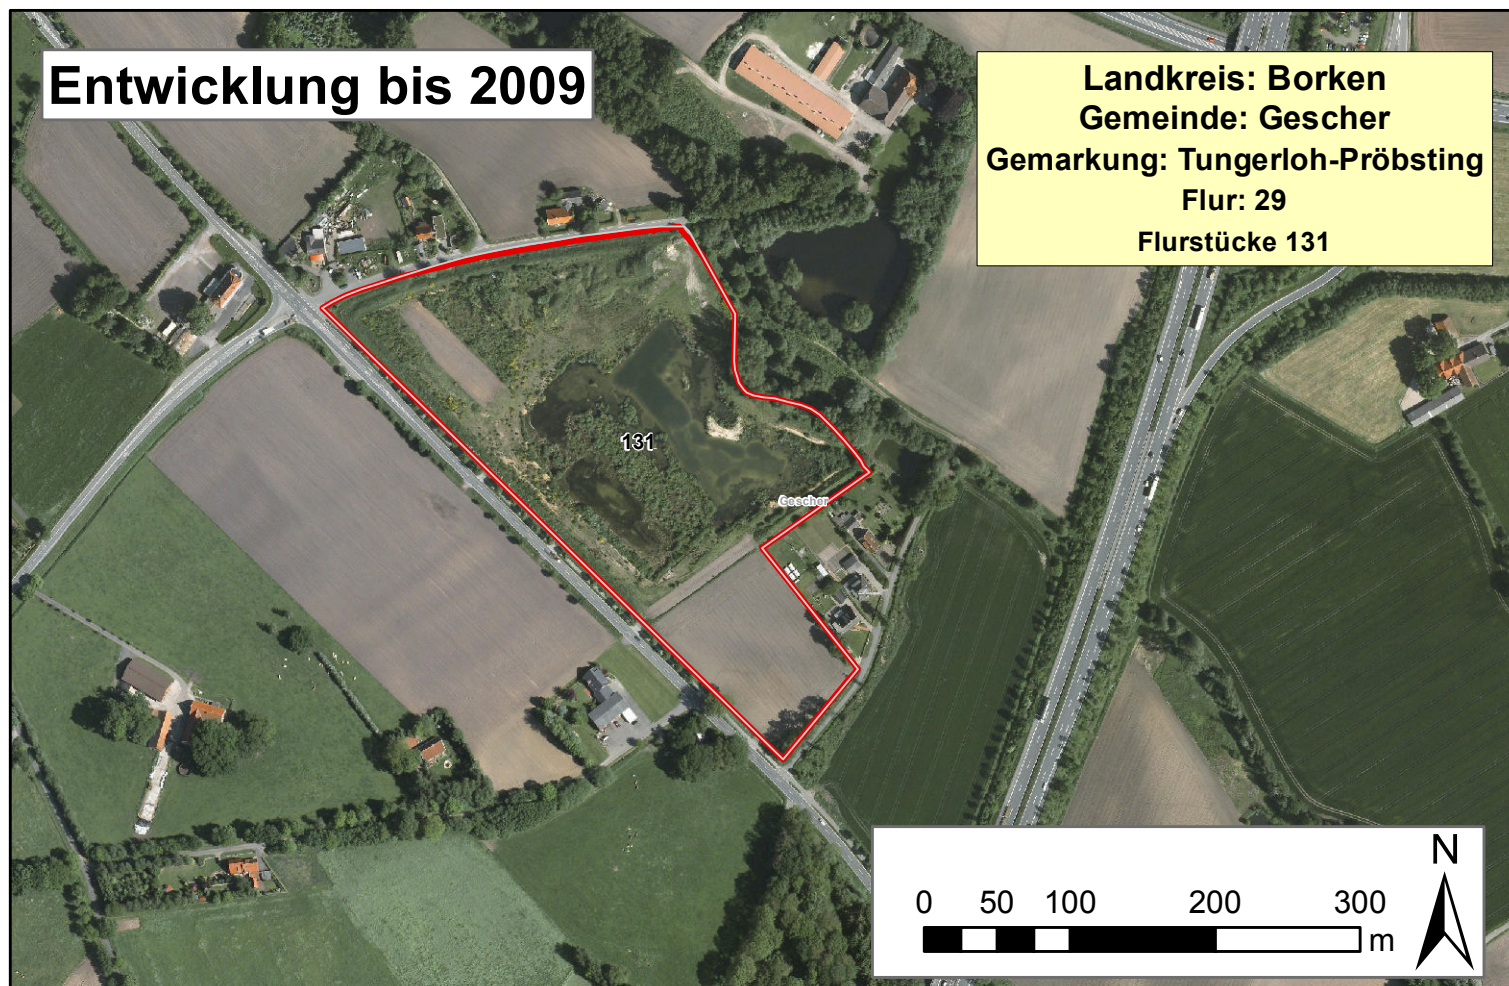 Entwicklung bis 2009
Landkreis: Borken
Gemeinde: Gescher
Gemarkung: Tungerloh-Pröbsting
Flur: 29
Flurstücke 131
131
Gescher
0 50 100 200 300
m
N